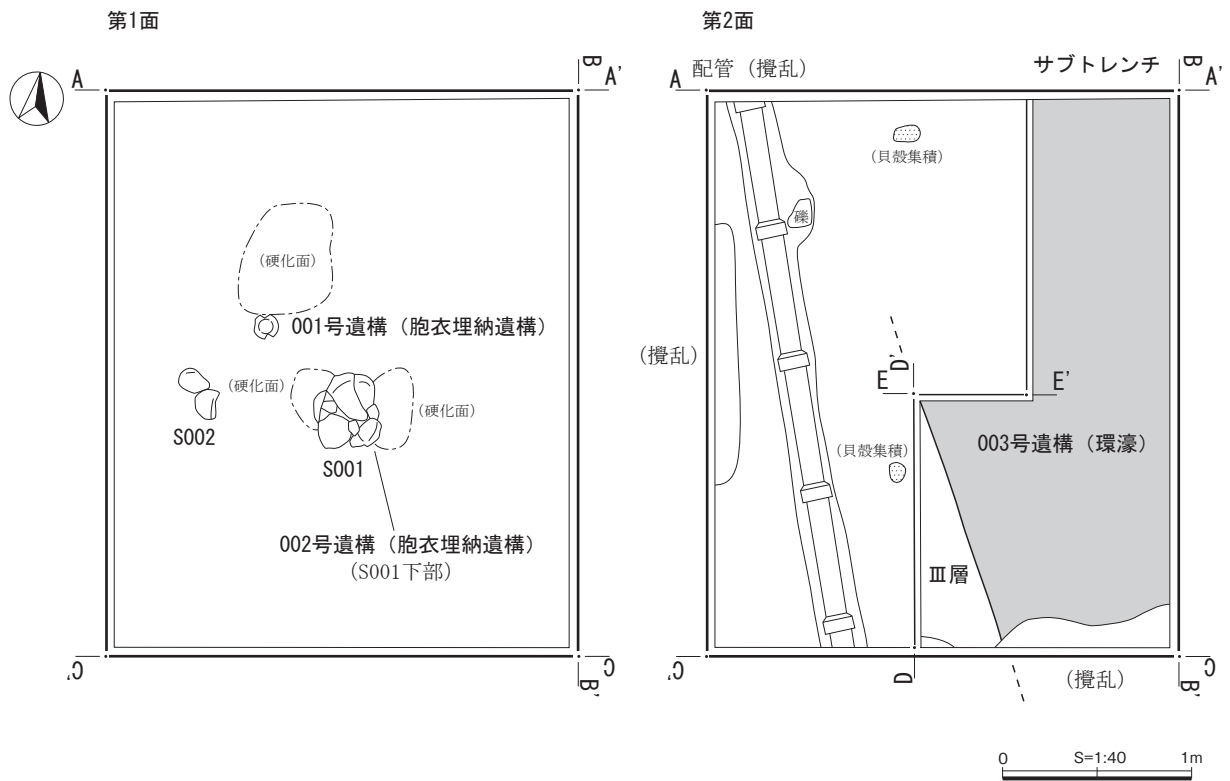 第1面
A
B
A'
(硬化面)
001号遺構（胞衣埋納遺構）
(硬化面)
(硬化面)
S002
S001
002号遺構（胞衣埋納遺構）
(S001下部)
C'
C
B'
第2面
配管（攪乱）
サブトレンチ
A
B
A'
(貝殻集積)
礫
(攪乱)
D'
E
E'
003号遺構（環濠）
(貝殻集積)
Ⅲ層
C'
D
(攪乱)
C
B'
0
S=1:40
1m